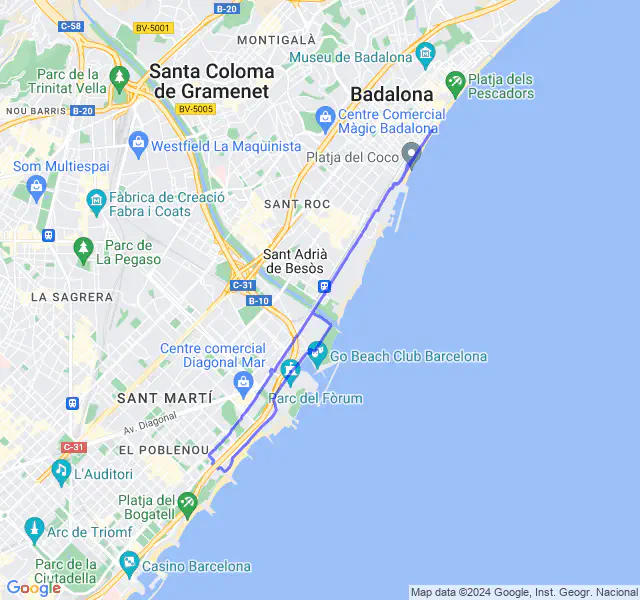 B-20
C-58
BV-5001
MONTIGALÀ
Museu de Badalona
Parc de la
Trinitat Vella
Santa Coloma
de Gramenet
Badalona
Platja dels
Pescadors
NOU BARRIS
B-20
BV-5005
Centre Comercial
Màgic Badalona
Westfield La Maquinista
Platja del Coco
Som Multiespai
Fàbrica de Creació
Fabra i Coats
SANT ROC
Parc de
La Pegaso
Sant Adrià
de Besòs
C-31
B-10
LA SAGRERA
Centre comercial
Diagonal Mar
Go Beach Club Barcelona
SANT MARTÍ
Parc del Fòrum
Av. Diagonal
C-31
EL POBLENOU
L'Auditori
Platja del
Bogatell
Arc de Triomf
Parc de la
Ciutadella
Casino Barcelona
Google
Map data ©2024 Google, Inst. Geogr. Nacional